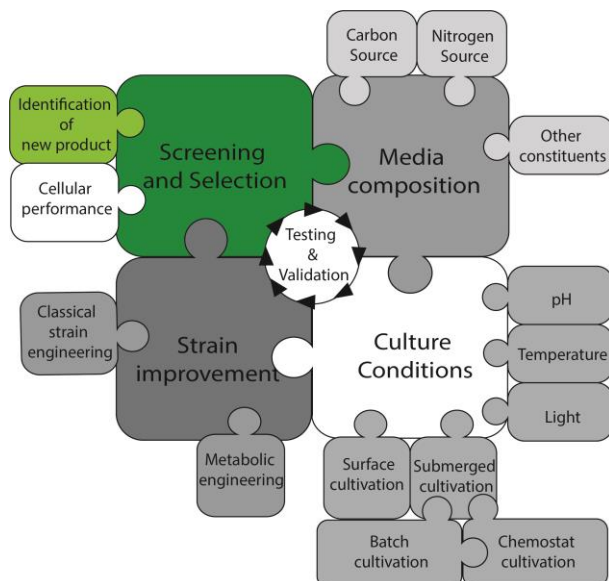 Carbon
Source
Nitrogen
Source
Identification
of
new product
Screening
and Selection
Media
composition
Other
constituents
Cellular
performance
Testing
&
Validation
Classical
strain
engineering
Strain
improvement
Culture
Conditions
pH
Temperature
Light
Metabolic
engineering
Surface
cultivation
Submerged
cultivation
Batch
cultivation
Chemostat
cultivation